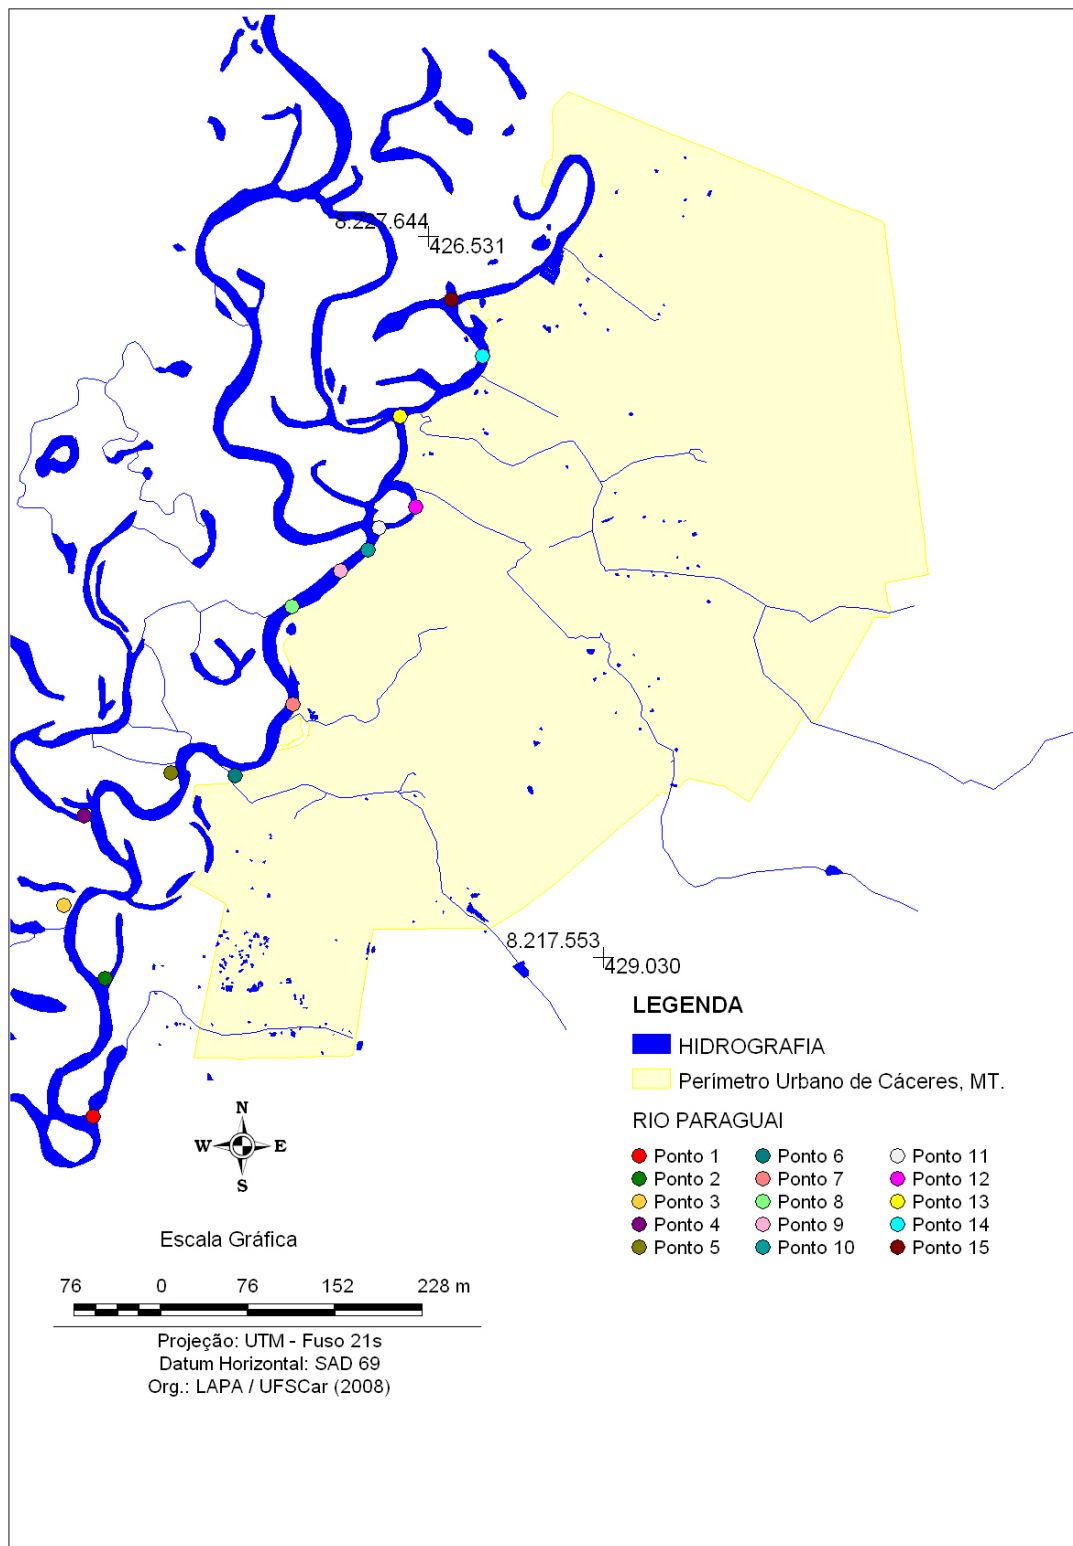 8.227.644
426.531
8.217.553
429.030
LEGENDA
HIDROGRAFIA
Perímetro Urbano de Cáceres, MT.
RIO PARAGUAI
Ponto 1 Ponto 6 Ponto 11
Ponto 2 Ponto 7 Ponto 12
Ponto 3 Ponto 8 Ponto 13
Ponto 4 Ponto 9 Ponto 14
Ponto 5 Ponto 10 Ponto 15
N
W E
S
Escala Gráfica
76 0 76 152 228 m
Projeção: UTM - Fuso 21s
Datum Horizontal: SAD 69
Org.: LAPA / UFSCar (2008)